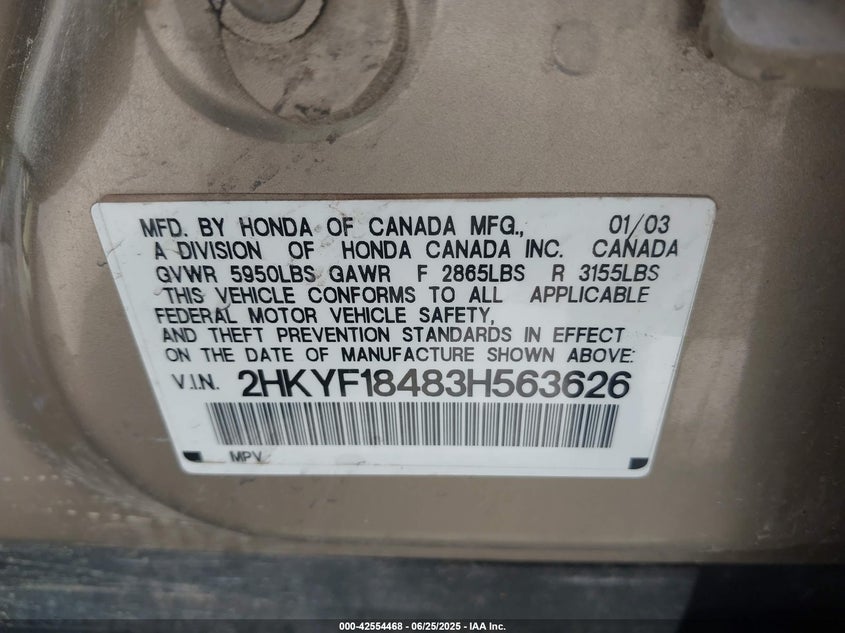 MFD. BY HONDA OF CANADA MFG., 01/03
A DIVISION OF HONDA CANADA INC. CANADA
GVWR 5950LBS GAWR F 2865LBS R 3155LBS
THIS VEHICLE CONFORMS TO ALL APPLICABLE
FEDERAL MOTOR VEHICLE SAFETY,
AND THEFT PREVENTION STANDARDS IN EFFECT
ON THE DATE OF MANUFACTURE SHOWN ABOVE:
V.I.N. 2HKYF18483H563626
MPV
000-42554468 - 06/25/2025 - IAA Inc.